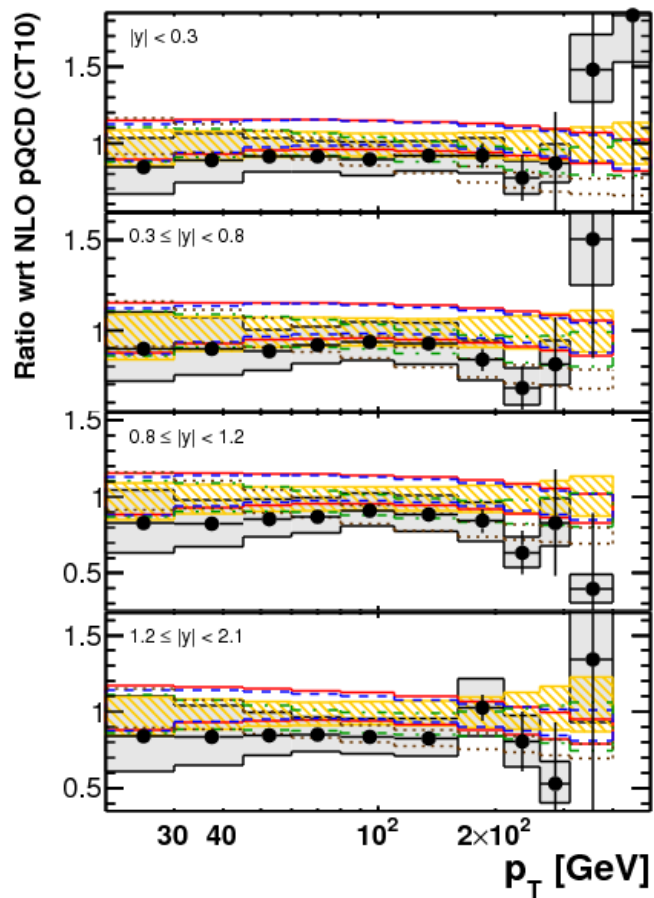 Ratio wrt NLO pQCD (CT10)
|y| < 0.3
1.5
1
0.3 ≤ |y| < 0.8
1.5
1
0.8 ≤ |y| < 1.2
1.5
1
0.5
1.2 ≤ |y| < 2.1
1.5
1
0.5
30 40 10² 2×10²
p_T [GeV]